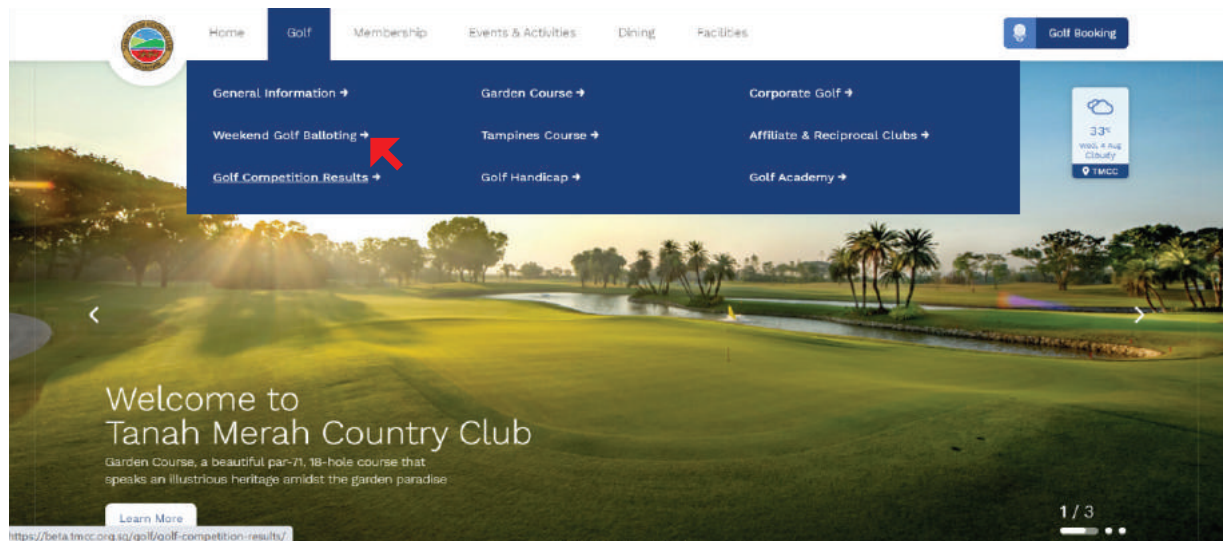 Home Golf Membership Events & Activities Dining Facilities Golf Booking
General Information → Garden Course → Corporate Golf →
Weekend Golf Balloting → Tampines Course → Affiliate & Reciprocal Clubs →
Golf Competition Results → Golf Handicap → Golf Academy →
33°
Wed, 4 Aug
Cloudy
TMCC
Welcome to
Tanah Merah Country Club
Garden Course, a beautiful par-71, 18-hole course that
speaks an illustrious heritage amidst the garden paradise
Learn More
1 / 3
https://beta.tmcc.org.sg/golf/golf-competition-results/